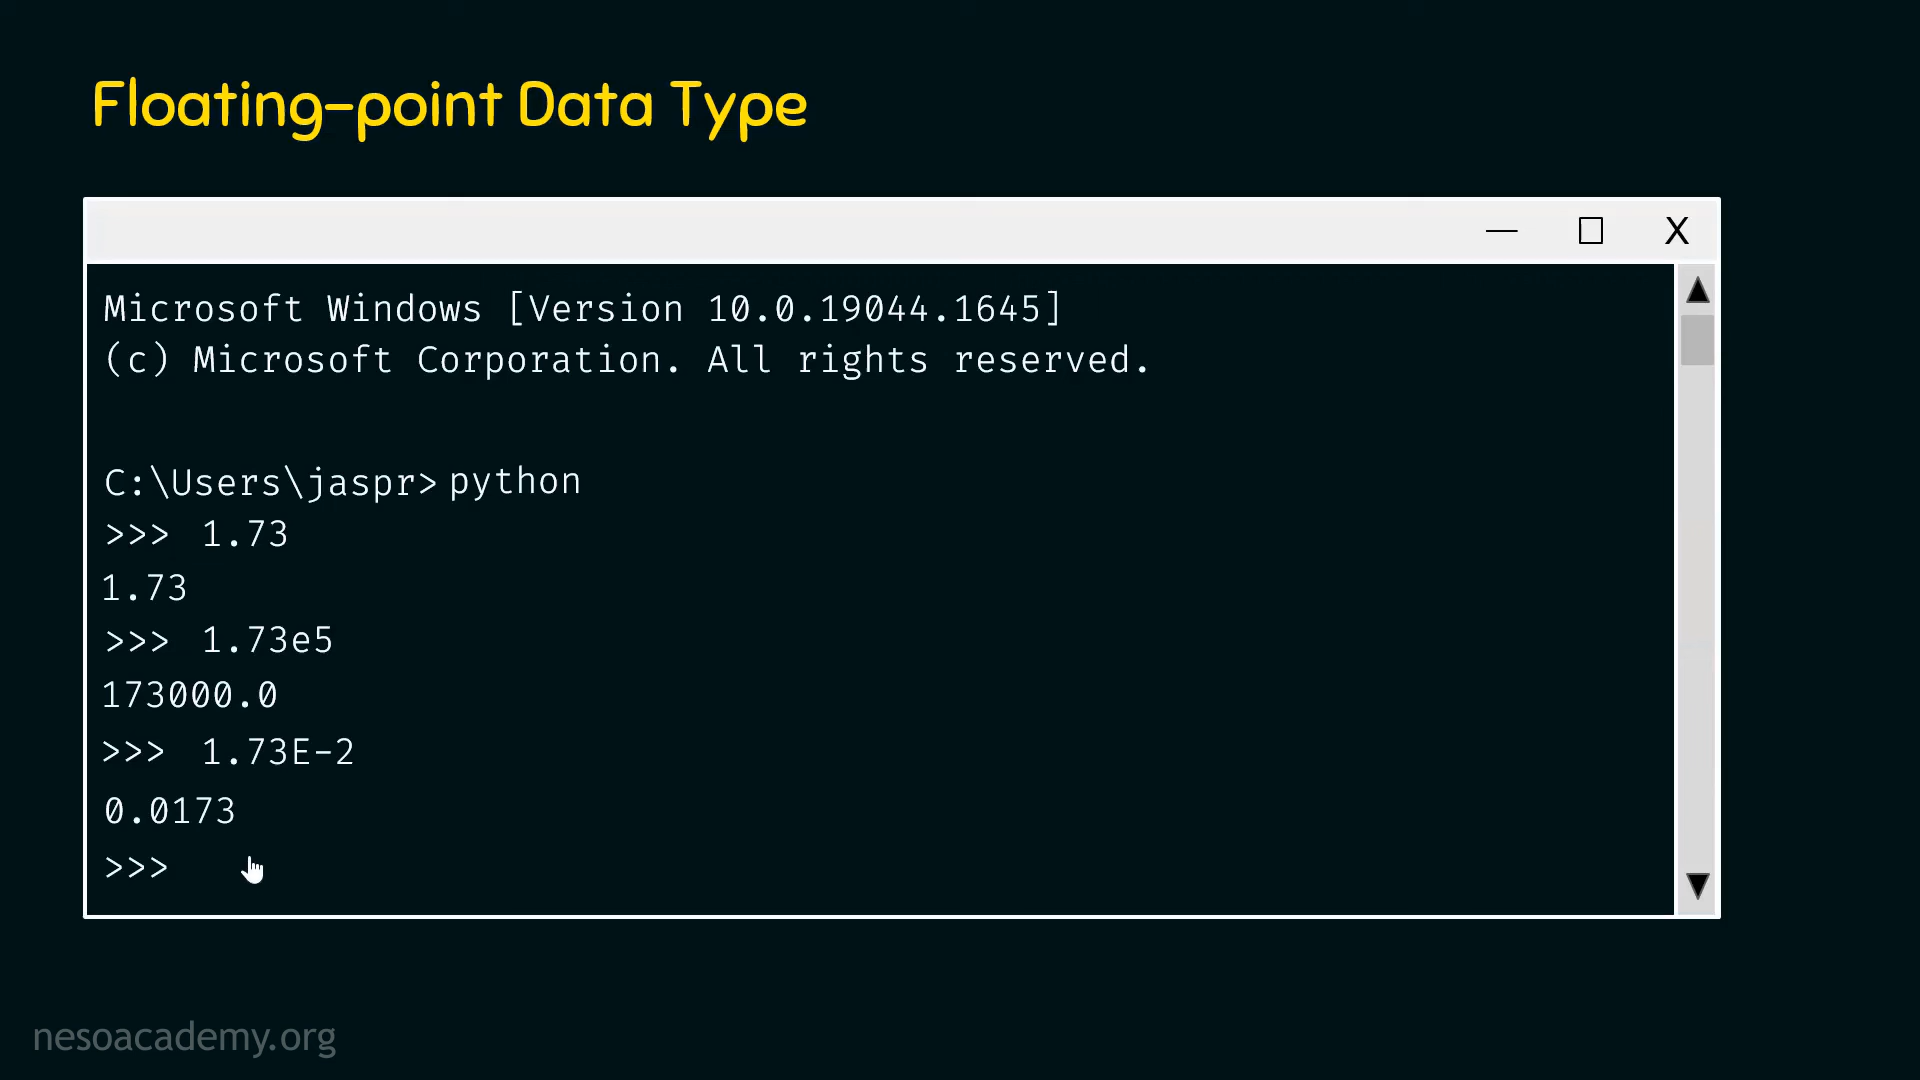 Floating-point Data Type
— □ X
Microsoft Windows [Version 10.0.19044.1645]
(c) Microsoft Corporation. All rights reserved.
C:\Users\jaspr> python
>>> 1.73
1.73
>>> 1.73e5
173000.0
>>> 1.73E-2
0.0173
>>>
nesoacademy.org